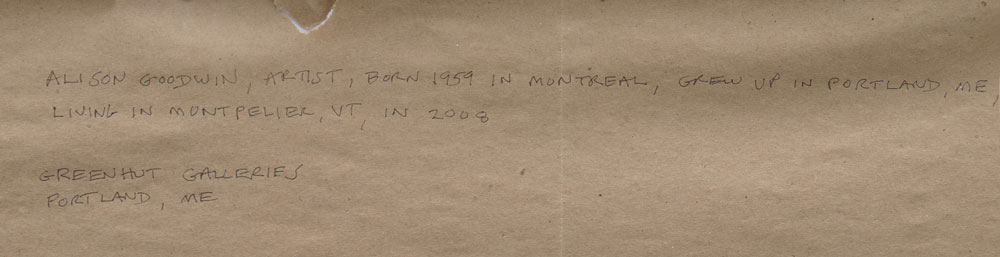 ALISON GOODWIN, ARTIST, BORN 1959 IN MONTREAL, GREW UP IN PORTLAND, ME,
LIVING IN MONTPELIER, VT, IN 2008
GREENHUT GALLERIES
PORTLAND, ME